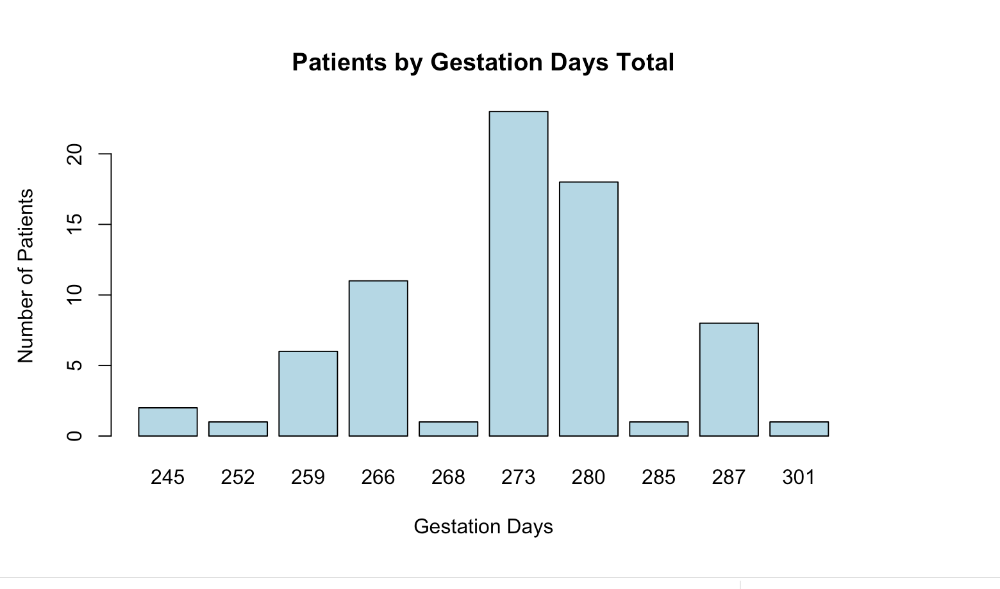 Patients by Gestation Days Total
Number of Patients
20
15
10
5
0
245 252 259 266 268 273 280 285 287 301
Gestation Days